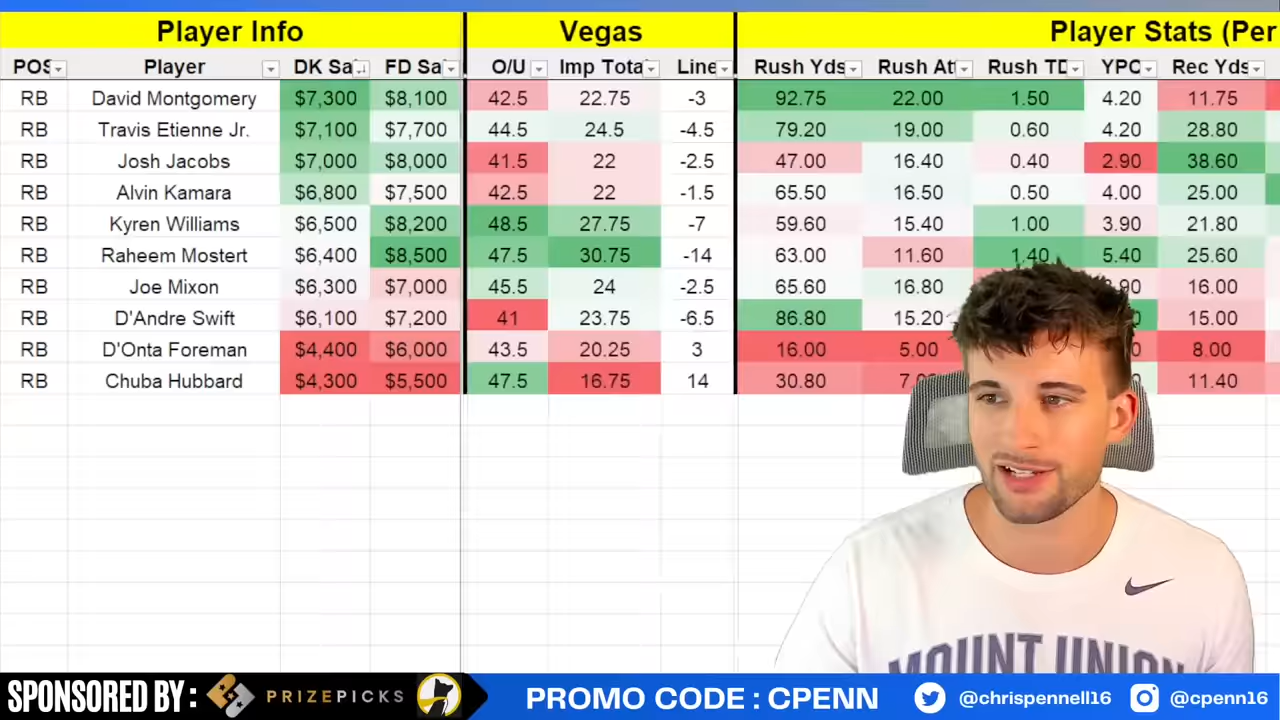 Player Info Vegas Player Stats (Per
POS Player DK Sa FD Sa O/U Imp Tota Line Rush Yds Rush At Rush TD YPC Rec Yds
RB David Montgomery $7,300 $8,100 42.5 22.75 -3 92.75 22.00 1.50 4.20 11.75
RB Travis Etienne Jr. $7,100 $7,700 44.5 24.5 -4.5 79.20 19.00 0.60 4.20 28.80
RB Josh Jacobs $7,000 $8,000 41.5 22 -2.5 47.00 16.40 0.40 2.90 38.60
RB Alvin Kamara $6,800 $7,500 42.5 22 -1.5 65.50 16.50 0.50 4.00 25.00
RB Kyren Williams $6,500 $8,200 48.5 27.75 -7 59.60 15.40 1.00 3.90 21.80
RB Raheem Mostert $6,400 $8,500 47.5 30.75 -14 63.00 11.60 1.40 5.40 25.60
RB Joe Mixon $6,300 $7,000 45.5 24 -2.5 65.60 16.80 .90 16.00
RB D'Andre Swift $6,100 $7,200 41 23.75 -6.5 86.80 15.20 0 15.00
RB D'Onta Foreman $4,400 $6,000 43.5 20.25 3 16.00 5.00 0 8.00
RB Chuba Hubbard $4,300 $5,500 47.5 16.75 14 30.80 7.0 0 11.40
MOUNT UNION
SPONSORED BY : PRIZEPICKS PROMO CODE : CPENN @chrispennell16 @cpenn16